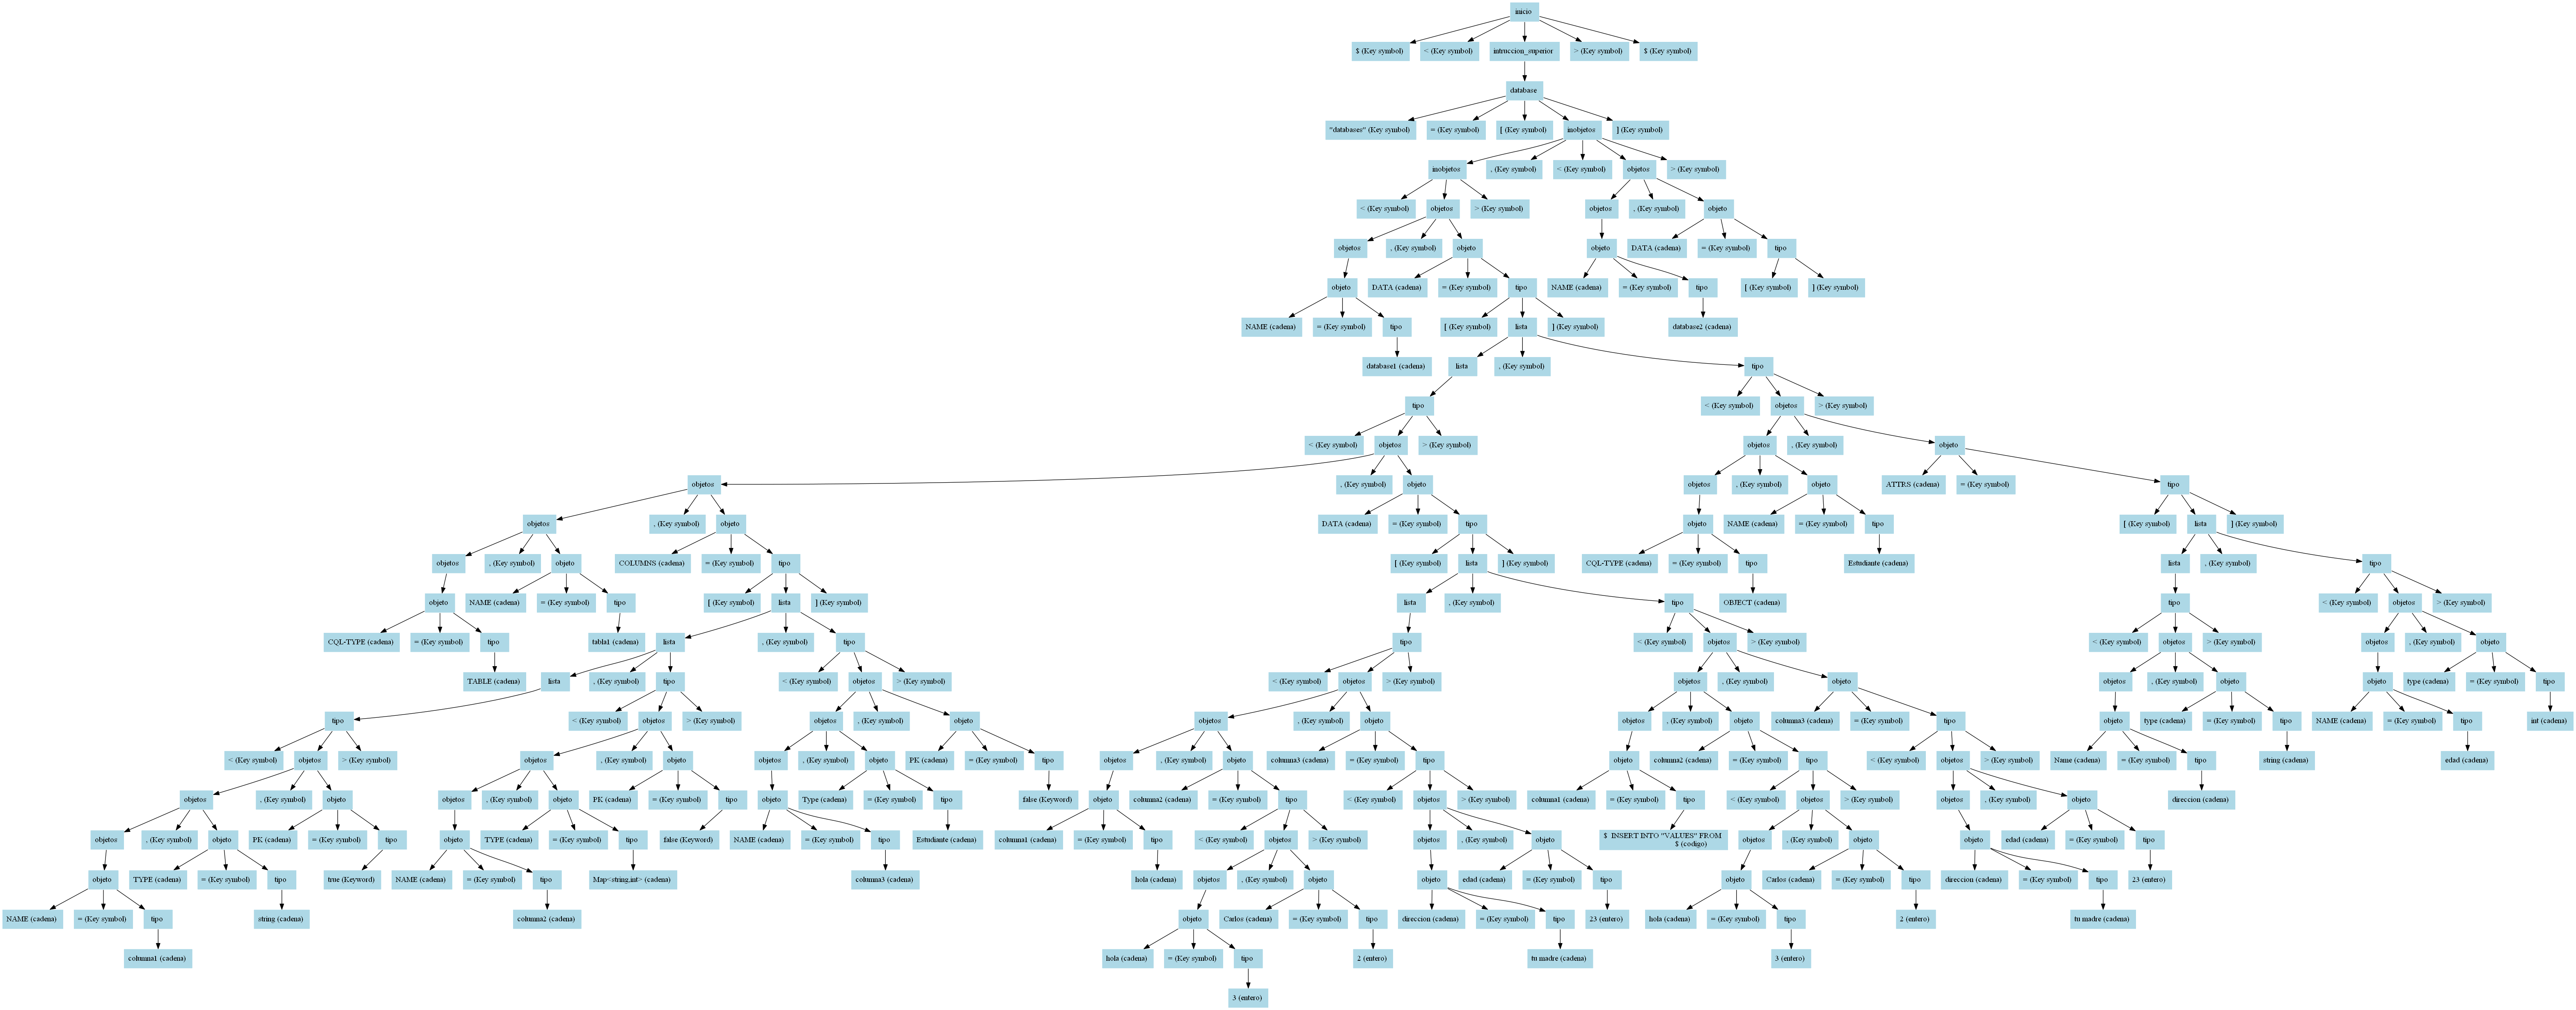 inicio
$ (Key symbol) < (Key symbol) intruccion_superior > (Key symbol) $ (Key symbol)
database
"databases" (Key symbol) = (Key symbol) [ (Key symbol) inobjetos ] (Key symbol)
inobjetos , (Key symbol) < (Key symbol) objetos > (Key symbol)
< (Key symbol) objetos > (Key symbol) objetos , (Key symbol) objeto
objetos , (Key symbol) objeto objeto DATA (cadena) = (Key symbol) tipo
objeto DATA (cadena) = (Key symbol) tipo NAME (cadena) = (Key symbol) tipo [ (Key symbol) ] (Key symbol)
NAME (cadena) = (Key symbol) tipo [ (Key symbol) lista ] (Key symbol) database2 (cadena)
database1 (cadena) lista , (Key symbol) tipo
tipo < (Key symbol) objetos > (Key symbol)
< (Key symbol) objetos > (Key symbol) objetos , (Key symbol) objeto
objetos , (Key symbol) objeto objetos , (Key symbol) objeto ATTRS (cadena) = (Key symbol) tipo
objetos , (Key symbol) objeto DATA (cadena) = (Key symbol) tipo objeto NAME (cadena) = (Key symbol) tipo [ (Key symbol) lista ] (Key symbol)
objetos , (Key symbol) objeto COLUMNS (cadena) = (Key symbol) tipo [ (Key symbol) lista ] (Key symbol) CQL-TYPE (cadena) = (Key symbol) tipo Estudiante (cadena) lista , (Key symbol) tipo
objeto NAME (cadena) = (Key symbol) tipo [ (Key symbol) lista ] (Key symbol) lista , (Key symbol) tipo OBJECT (cadena) tipo < (Key symbol) objetos > (Key symbol)
CQL-TYPE (cadena) = (Key symbol) tipo tabla1 (cadena) lista , (Key symbol) tipo tipo < (Key symbol) objetos > (Key symbol) < (Key symbol) objetos > (Key symbol) objetos , (Key symbol) objeto
TABLE (cadena) lista , (Key symbol) tipo < (Key symbol) objetos > (Key symbol) < (Key symbol) objetos > (Key symbol) objetos , (Key symbol) objeto objetos , (Key symbol) objeto objeto type (cadena) = (Key symbol) tipo
tipo < (Key symbol) objetos > (Key symbol) objetos , (Key symbol) objeto objetos , (Key symbol) objeto objetos , (Key symbol) objeto columna3 (cadena) = (Key symbol) tipo objeto type (cadena) = (Key symbol) tipo NAME (cadena) = (Key symbol) tipo int (cadena)
< (Key symbol) objetos > (Key symbol) objetos , (Key symbol) objeto objetos , (Key symbol) objeto PK (cadena) = (Key symbol) tipo objetos , (Key symbol) objeto columna3 (cadena) = (Key symbol) tipo objeto columna2 (cadena) = (Key symbol) tipo < (Key symbol) objetos > (Key symbol) Name (cadena) = (Key symbol) tipo string (cadena) edad (cadena)
objetos , (Key symbol) objeto objetos , (Key symbol) objeto PK (cadena) = (Key symbol) tipo objeto Type (cadena) = (Key symbol) tipo false (Keyword) objeto columna2 (cadena) = (Key symbol) tipo < (Key symbol) objetos > (Key symbol) columna1 (cadena) = (Key symbol) tipo < (Key symbol) objetos > (Key symbol) objetos , (Key symbol) objeto direccion (cadena)
objetos , (Key symbol) objeto PK (cadena) = (Key symbol) tipo objeto TYPE (cadena) = (Key symbol) tipo false (Keyword) NAME (cadena) = (Key symbol) tipo Estudiante (cadena) columna1 (cadena) = (Key symbol) tipo < (Key symbol) objetos > (Key symbol) objetos , (Key symbol) objeto $ INSERT INTO "VALUES" FROM
$ (codigo) objetos , (Key symbol) objeto objeto edad (cadena) = (Key symbol) tipo
objeto TYPE (cadena) = (Key symbol) tipo true (Keyword) NAME (cadena) = (Key symbol) tipo Map<string,int> (cadena) columna3 (cadena) hola (cadena) objetos , (Key symbol) objeto objeto edad (cadena) = (Key symbol) tipo objeto Carlos (cadena) = (Key symbol) tipo direccion (cadena) = (Key symbol) tipo 23 (entero)
NAME (cadena) = (Key symbol) tipo string (cadena) columna2 (cadena) objeto Carlos (cadena) = (Key symbol) tipo direccion (cadena) = (Key symbol) tipo 23 (entero) hola (cadena) = (Key symbol) tipo 2 (entero) tu madre (cadena)
columna1 (cadena) hola (cadena) = (Key symbol) tipo 2 (entero) tu madre (cadena) 3 (entero)
3 (entero)